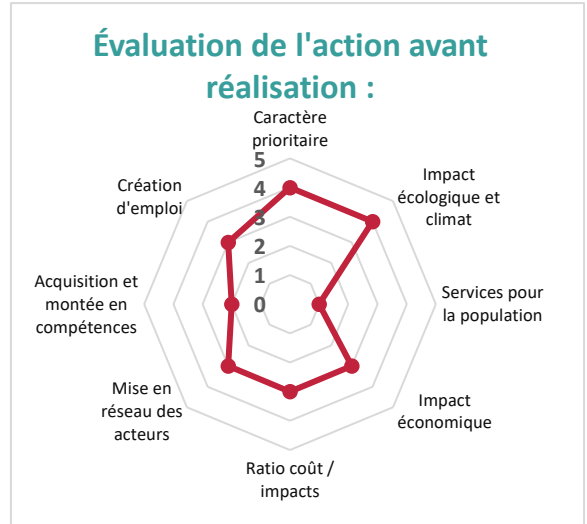 Évaluation de l'action avant
réalisation :
Caractère
prioritaire
Impact
écologique et
climat
Services pour
la population
Impact
économique
Ratio coût /
impacts
Mise en
réseau des
acteurs
Acquisition et
montée en
compétences
Création
d'emploi
5
4
3
2
1
0